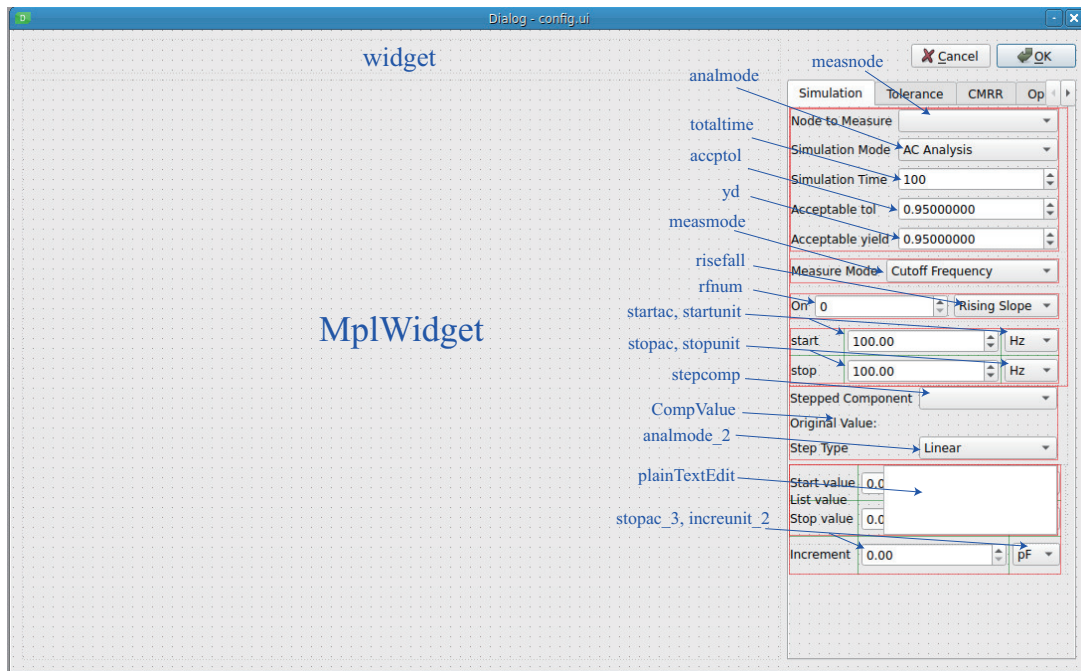 Dialog - config.ui
widget
Cancel
OK
measnode
analmode
Simulation Tolerance CMRR Op
Node to Measure
totaltime
Simulation Mode AC Analysis
accptol
Simulation Time 100
yd
Acceptable tol 0.95000000
measmode
Acceptable yield 0.95000000
risefall
Measure Mode Cutoff Frequency
rfnum
On 0 Rising Slope
startac, startunit
MplWidget
start 100.00 Hz
stopac, stopunit
stop 100.00 Hz
stepcomp
Stepped Component
CompValue
Original Value:
analmode_2
Step Type Linear
plainTextEdit
Start value 0.0
List value
Stop value 0.0
stopac_3, increunit_2
Increment 0.00 pF